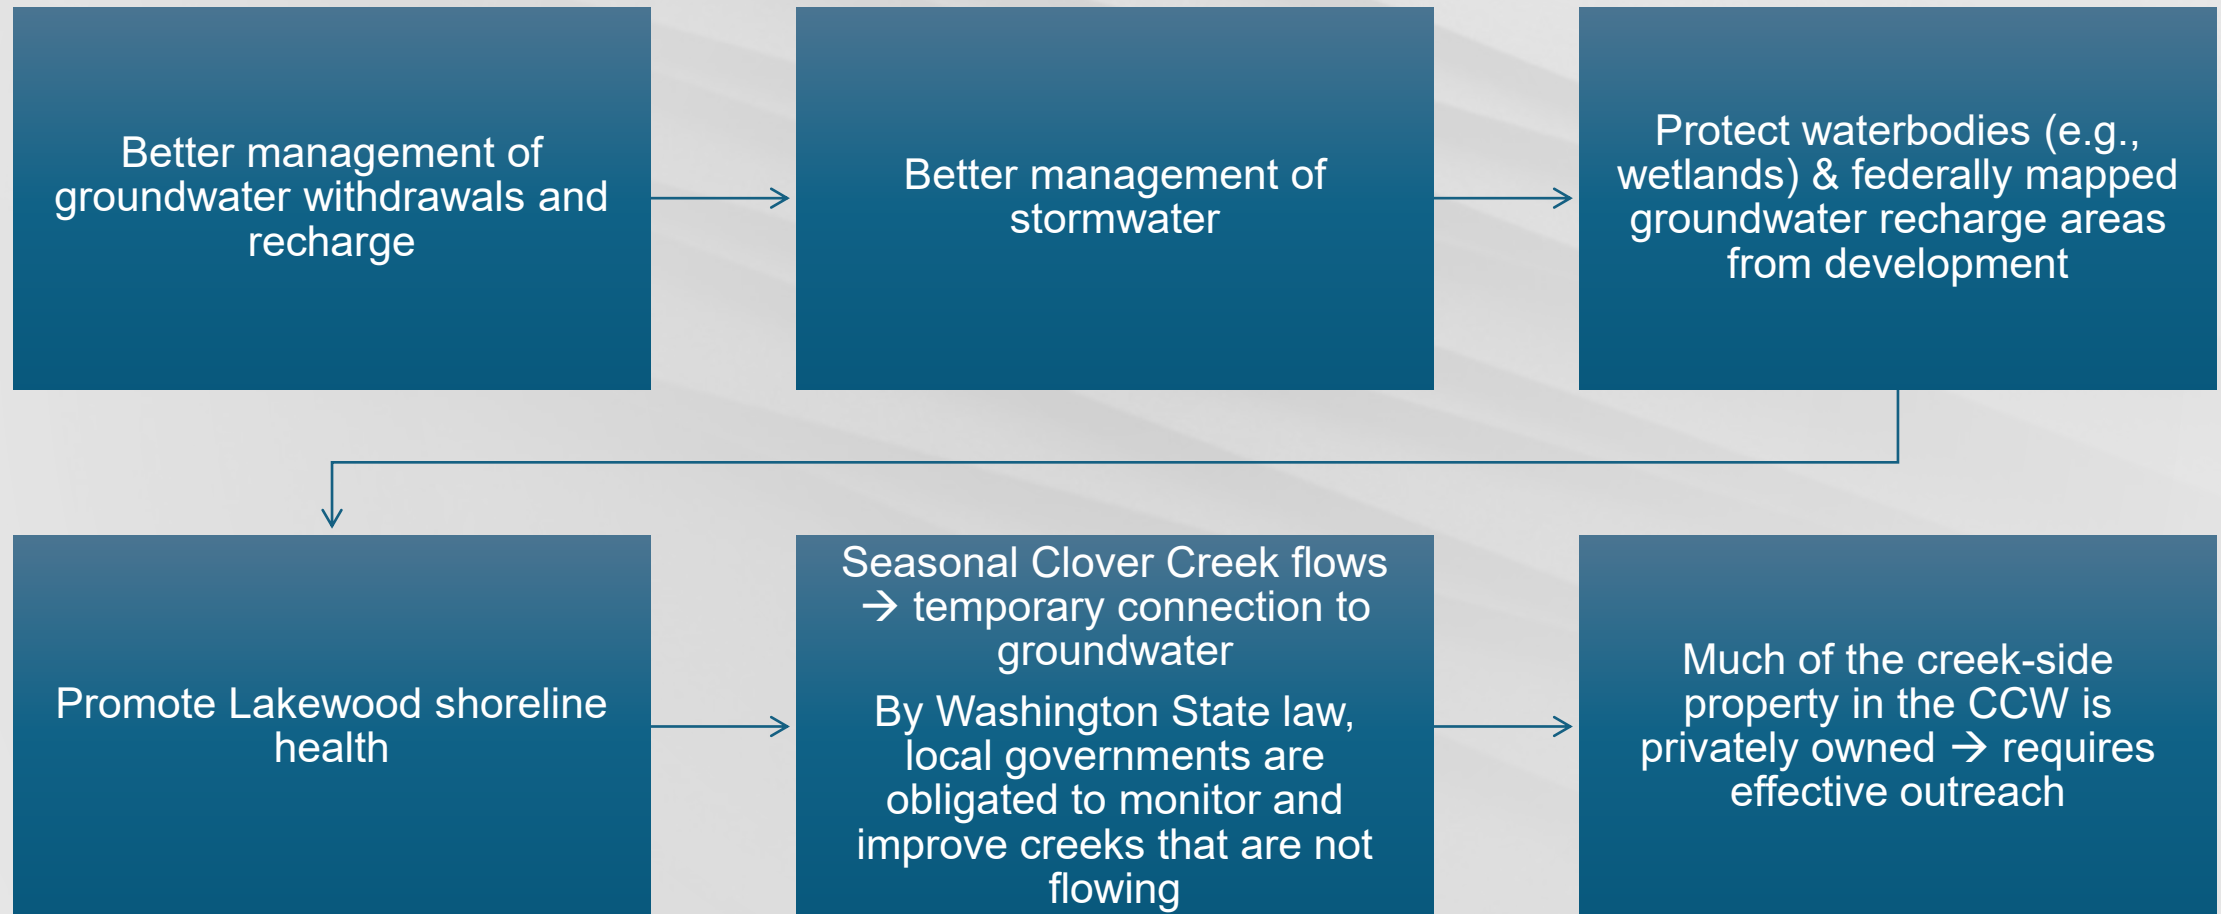 Better management of
groundwater withdrawals and
recharge
Better management of
stormwater
Protect waterbodies (e.g.,
wetlands) & federally mapped
groundwater recharge areas
from development
Promote Lakewood shoreline
health
Seasonal Clover Creek flows
→ temporary connection to
groundwater
By Washington State law,
local governments are
obligated to monitor and
improve creeks that are not
flowing
Much of the creek-side
property in the CCW is
privately owned → requires
effective outreach